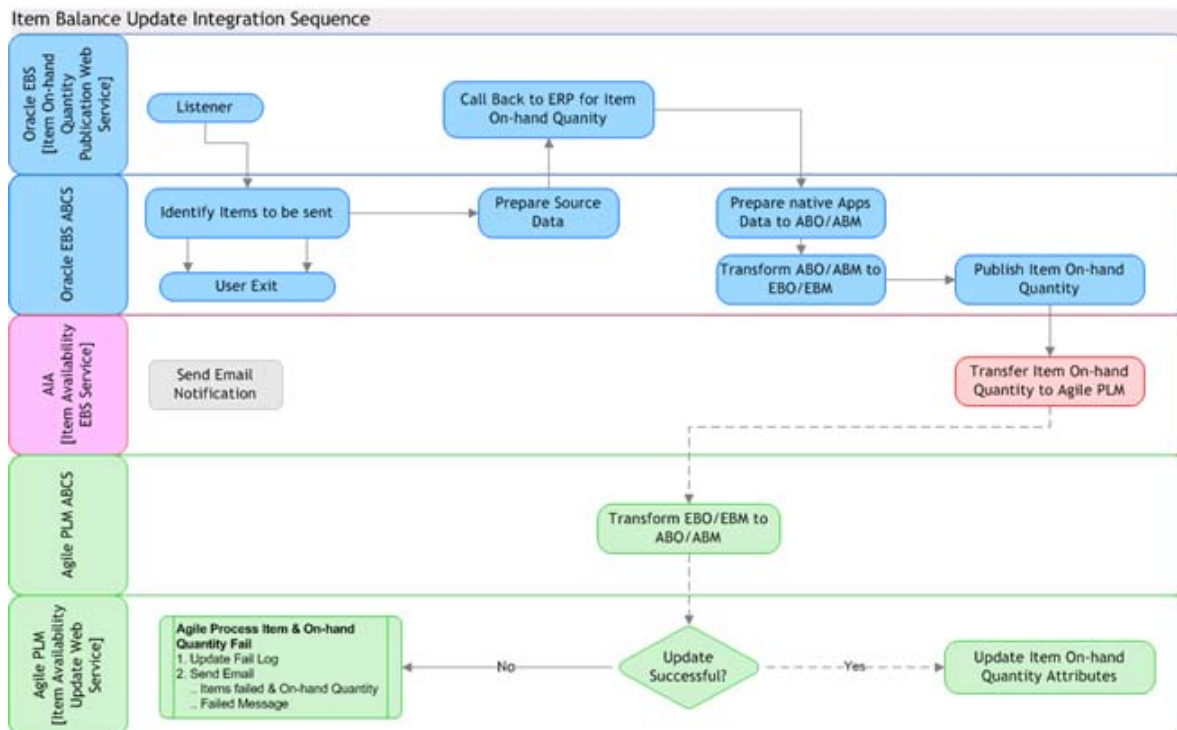 Item Balance Update Integration Sequence
Oracle EBS
[Item On-hand
Quantity
Publication Web
Service]
Listener
Call Back to ERP for Item
On-hand Quanity
Oracle EBS ABCS
Identify Items to be sent
User Exit
Prepare Source
Data
Prepare native Apps
Data to ABO/ABM
Transform ABO/ABM to
EBO/EBM
Publish Item On-hand
Quantity
AIA
[Item Availability
EBS Service]
Send Email
Notification
Transfer Item On-hand
Quantity to Agile PLM
Agile PLM ABCS
Transform EBO/EBM to
ABO/ABM
Agile PLM
[Item Availability
Update Web
Service]
Agile Process Item & On-hand
Quantity Fail
1. Update Fail Log
2. Send Email
.. Items failed & On-hand Quantity
.. Failed Message
No
Update
Successful?
Yes
Update Item On-hand
Quantity Attributes